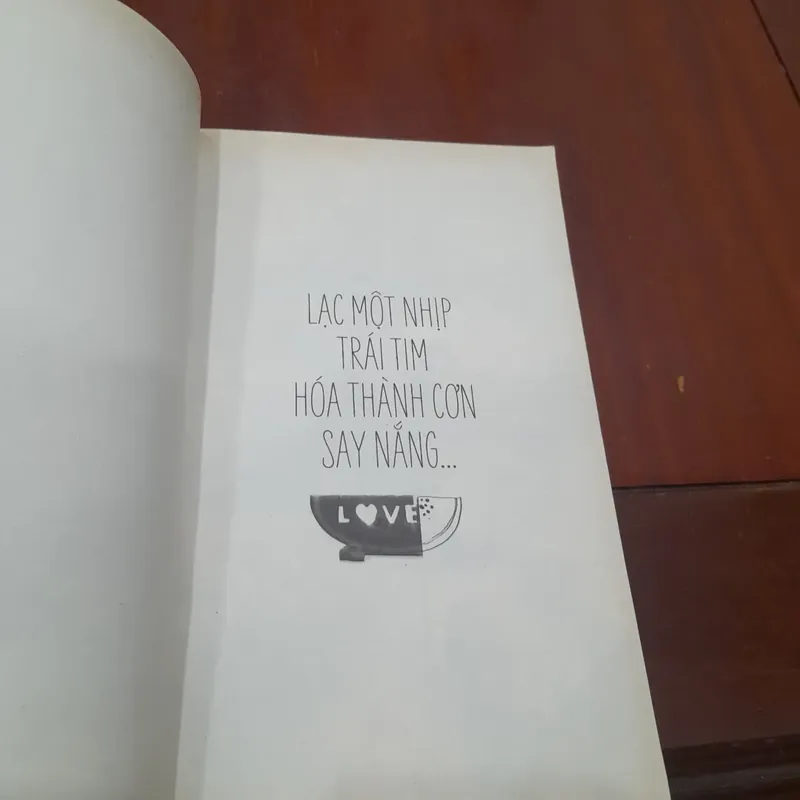 LẠC MỘT NHỊP
TRÁI TIM
HÓA THÀNH CƠN
SAY NẮNG...
LOVE